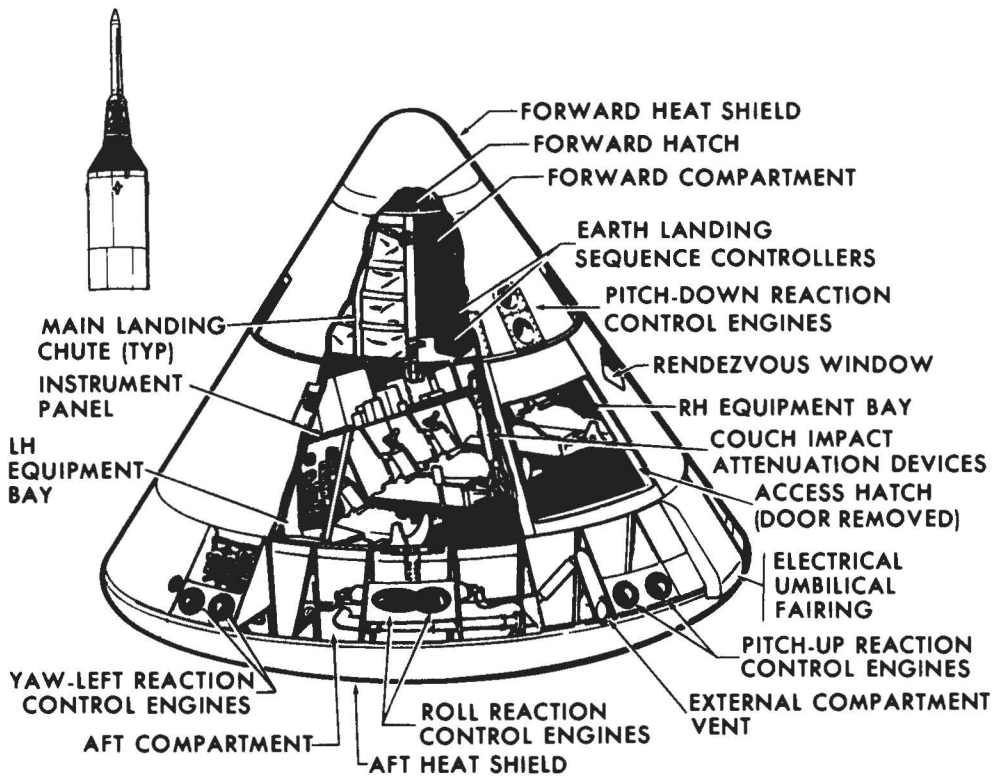 FORWARD HEAT SHIELD
FORWARD HATCH
FORWARD COMPARTMENT
EARTH LANDING
SEQUENCE CONTROLLERS
PITCH-DOWN REACTION
CONTROL ENGINES
RENDEZVOUS WINDOW
RH EQUIPMENT BAY
COUCH IMPACT
ATTENUATION DEVICES
ACCESS HATCH
(DOOR REMOVED)
ELECTRICAL
UMBILICAL
FAIRING
PITCH-UP REACTION
CONTROL ENGINES
EXTERNAL COMPARTMENT
VENT
MAIN LANDING
CHUTE (TYP)
INSTRUMENT
PANEL
LH
EQUIPMENT
BAY
YAW-LEFT REACTION
CONTROL ENGINES
AFT COMPARTMENT
ROLL REACTION
CONTROL ENGINES
AFT HEAT SHIELD